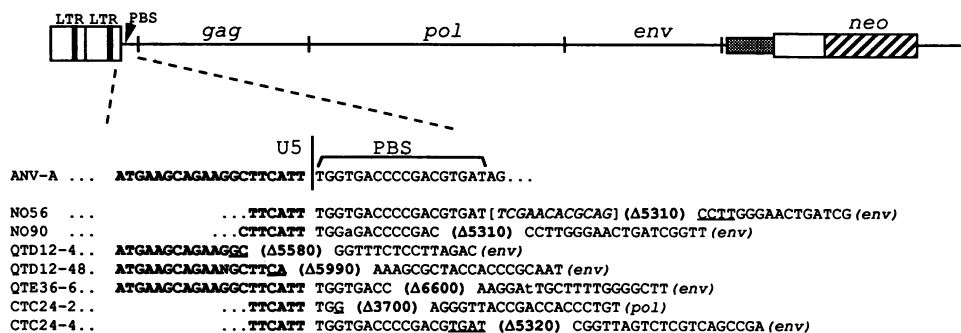 LTR LTR PBS
gag pol env neo
U5 PBS
ANV-A ... ATGAAGCAGAAGGCTTCATT TGGTGACCCCGACGTGATAG...
NO56 ... ...TTCATT TGGTGACCCCGACGTGAT[TCGAACACGCAG] (Δ5310) CCTTGGGAACTGATCG(env)
NO90 ... ...CTTCATT TGGaGACCCCGAC (Δ5310) CCTTGGGAACTGATCGGTT(env)
QTD12-4.. ATGAAGCAGAAGGC (Δ5580) GGTTTCTCCTTAGAC(env)
QTD12-48.. ATGAAGCAGAANGCTTCA (Δ5990) AAAGCGCTACCACCCGCAAT(env)
QTE36-6.. ATGAAGCAGAAGGCTTCATT TGGTGACC (Δ6600) AAGGAtTGCTTTTGGGGCTT(env)
CTC24-2.. ...TTCATT TGG (Δ3700) AGGGTTACCGACCACCCTGT(pol)
CTC24-4.. ...TTCATT TGGTGACCCCGACGTGAT (Δ5320) CGGTTAGTCTCGTCAGCCGA(env)